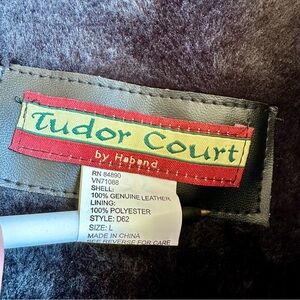 Tudor Court
by Haband
RN 84890
VN71088
SHELL:
100% GENUINE LEATHER
LINING:
100% POLYESTER
STYLE: D62
SIZE: L
MADE IN CHINA
SEE REVERSE FOR CARE